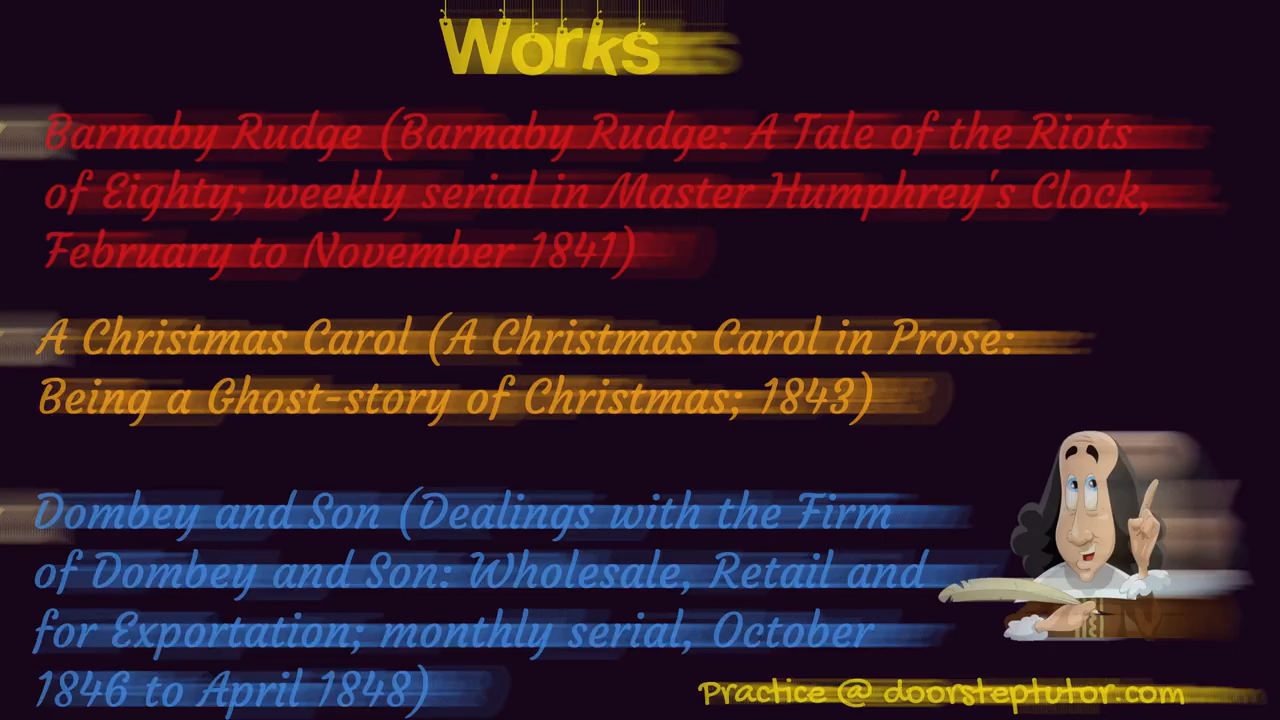 Works
Barnaby Rudge (Barnaby Rudge: A Tale of the Riots
of Eighty; weekly serial in Master Humphrey's Clock,
February to November 1841)
A Christmas Carol (A Christmas Carol in Prose:
Being a Ghost-story of Christmas; 1843)
Dombey and Son (Dealings with the Firm
of Dombey and Son: Wholesale, Retail and
for Exportation; monthly serial, October
1846 to April 1848)
Practice @ doorsteptutor.com